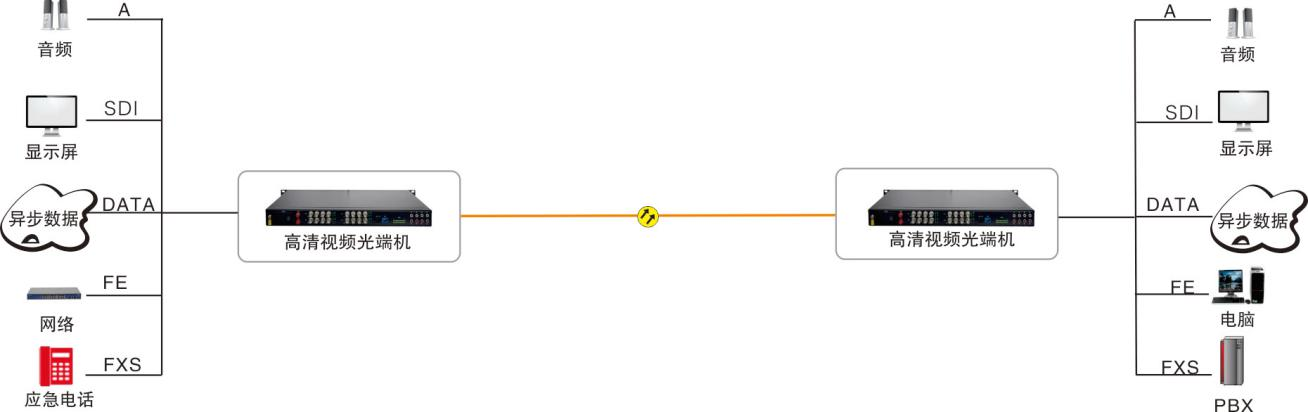 A
音频
SDI
显示屏
DATA
异步数据
FE
网络
FXS
应急电话
高清视频光端机
高清视频光端机
A
音频
SDI
显示屏
DATA
异步数据
FE
电脑
FXS
PBX